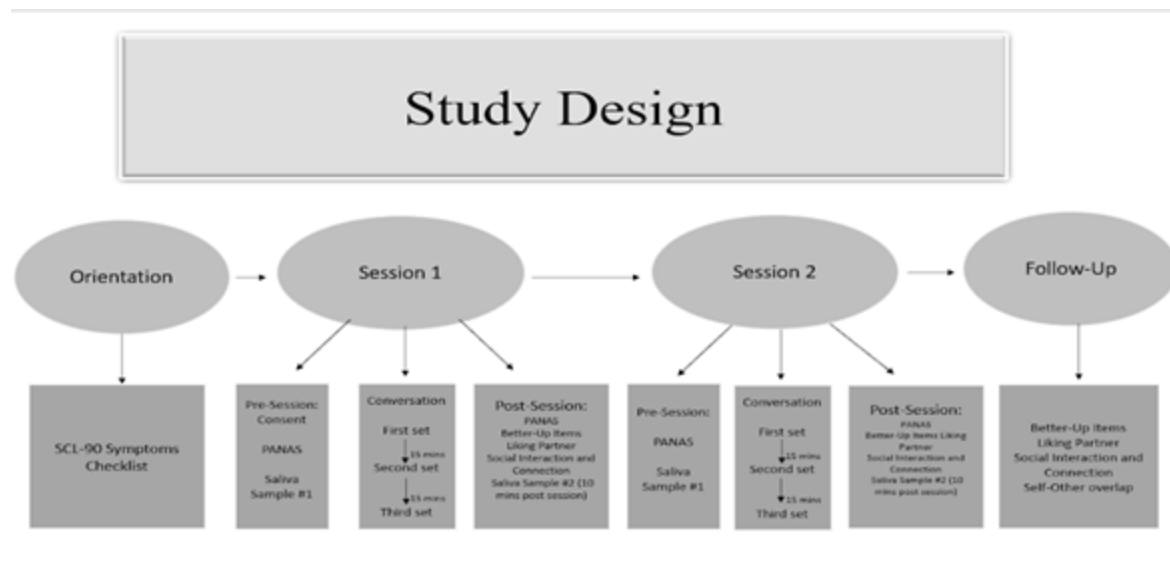 Study Design
Orientation
Session 1
Session 2
Follow-Up
SCL-90 Symptoms
Checklist
Pre-Session:
Consent
PANAS
Saliva
Sample #1
Conversation
First set
15 mins
Second set
15 mins
Third set
Post-Session:
PANAS
Better-Up Items
Liking Partner
Social Interaction and
Connection
Saliva Sample #2 (10
mins post session)
Pre-Session:
PANAS
Saliva
Sample #1
Conversation
First set
15 mins
Second set
15 mins
Third set
Post-Session:
PANAS
Better-Up Items Liking
Partner
Social Interaction and
Connection
Saliva Sample #2 (10
mins post session)
Better-Up Items
Liking Partner
Social Interaction and
Connection
Self-Other overlap